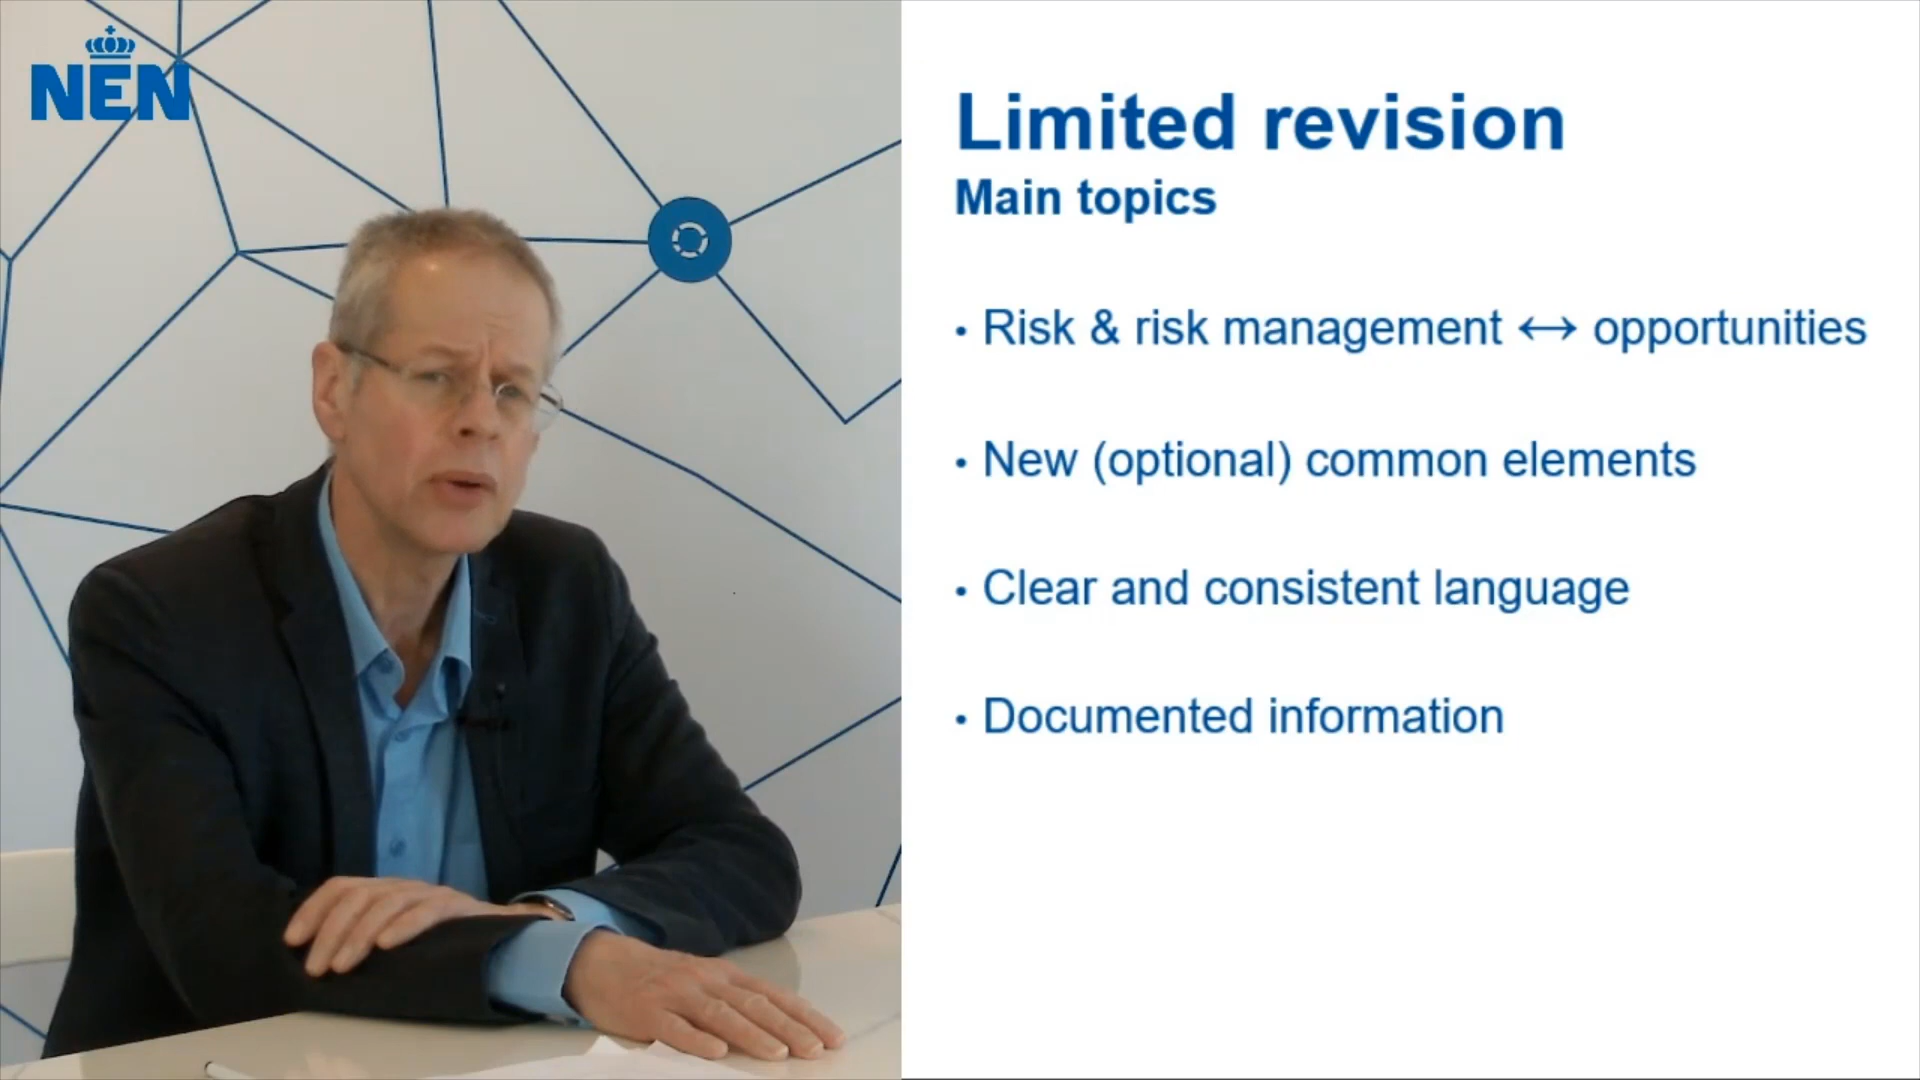 NEN
Limited revision
Main topics
• Risk & risk management ↔ opportunities
• New (optional) common elements
• Clear and consistent language
• Documented information